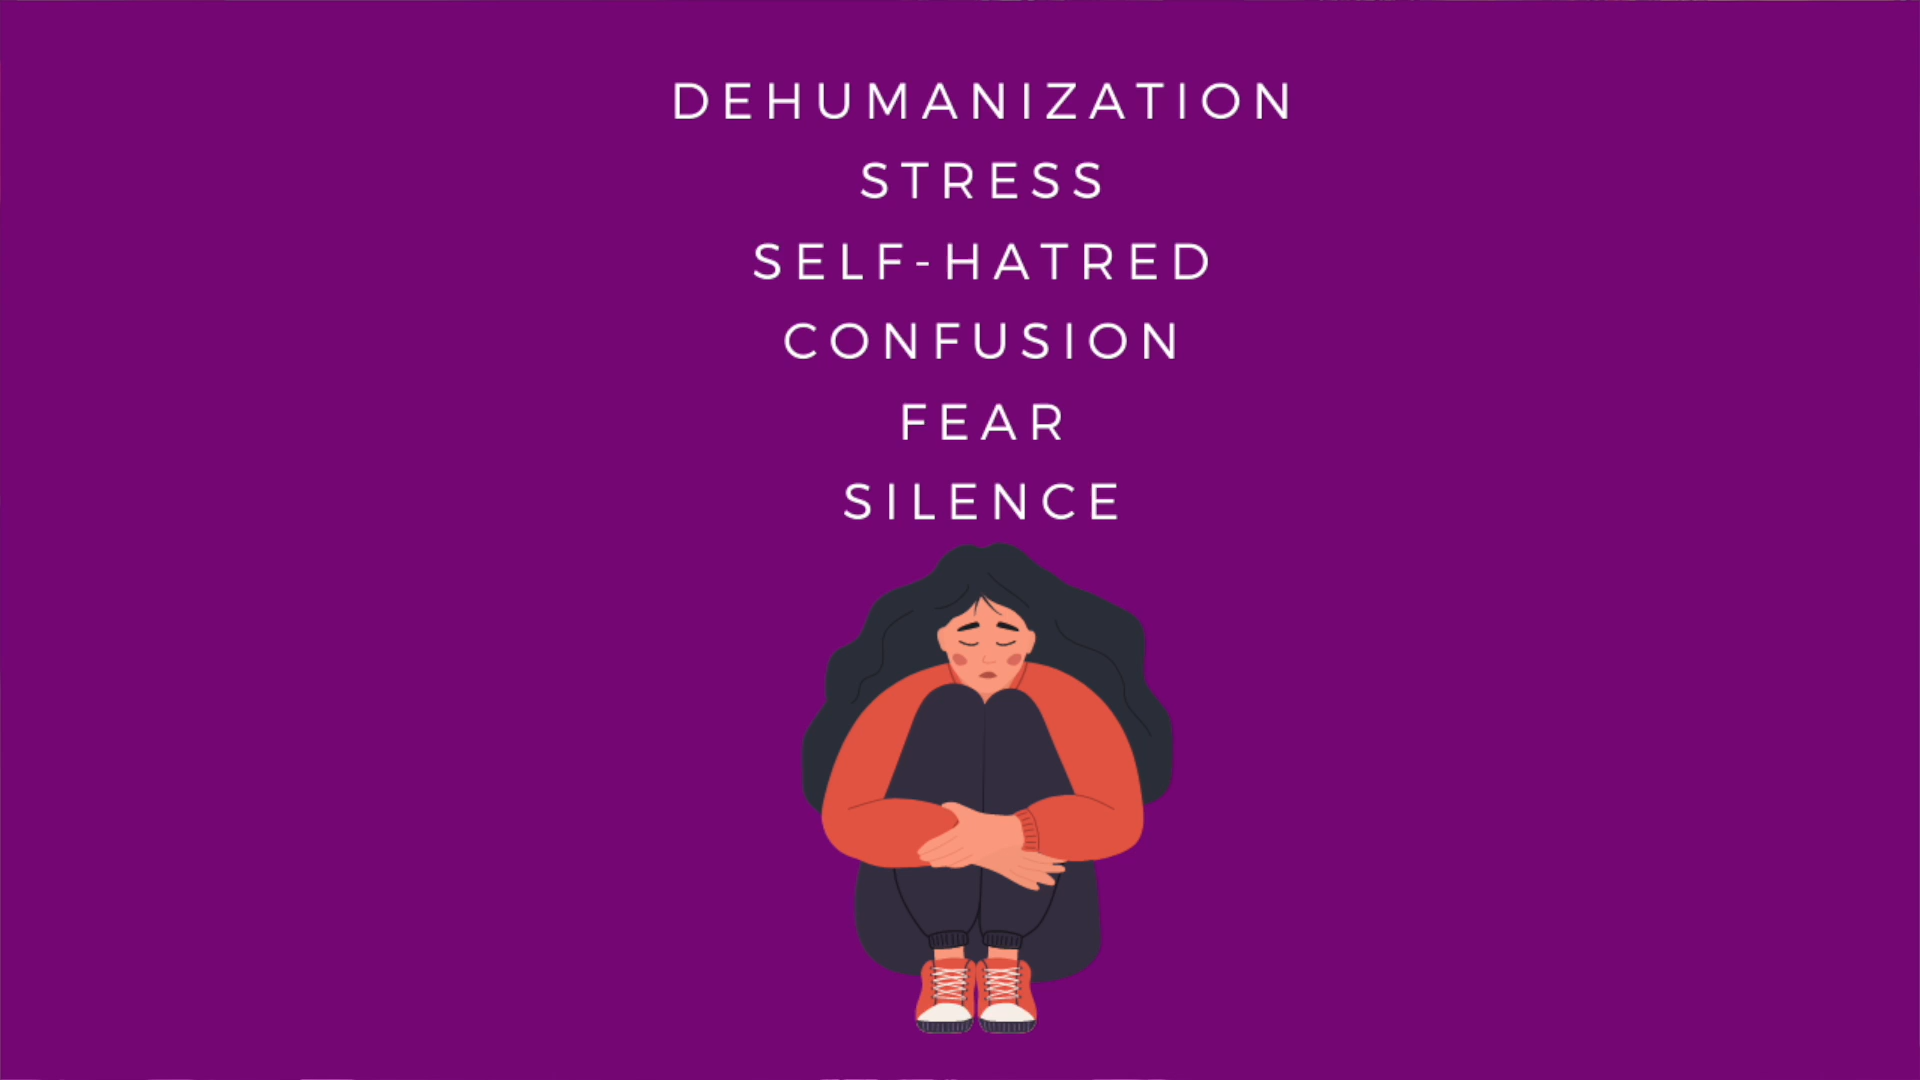 DEHUMANIZATION
STRESS
SELF-HATRED
CONFUSION
FEAR
SILENCE